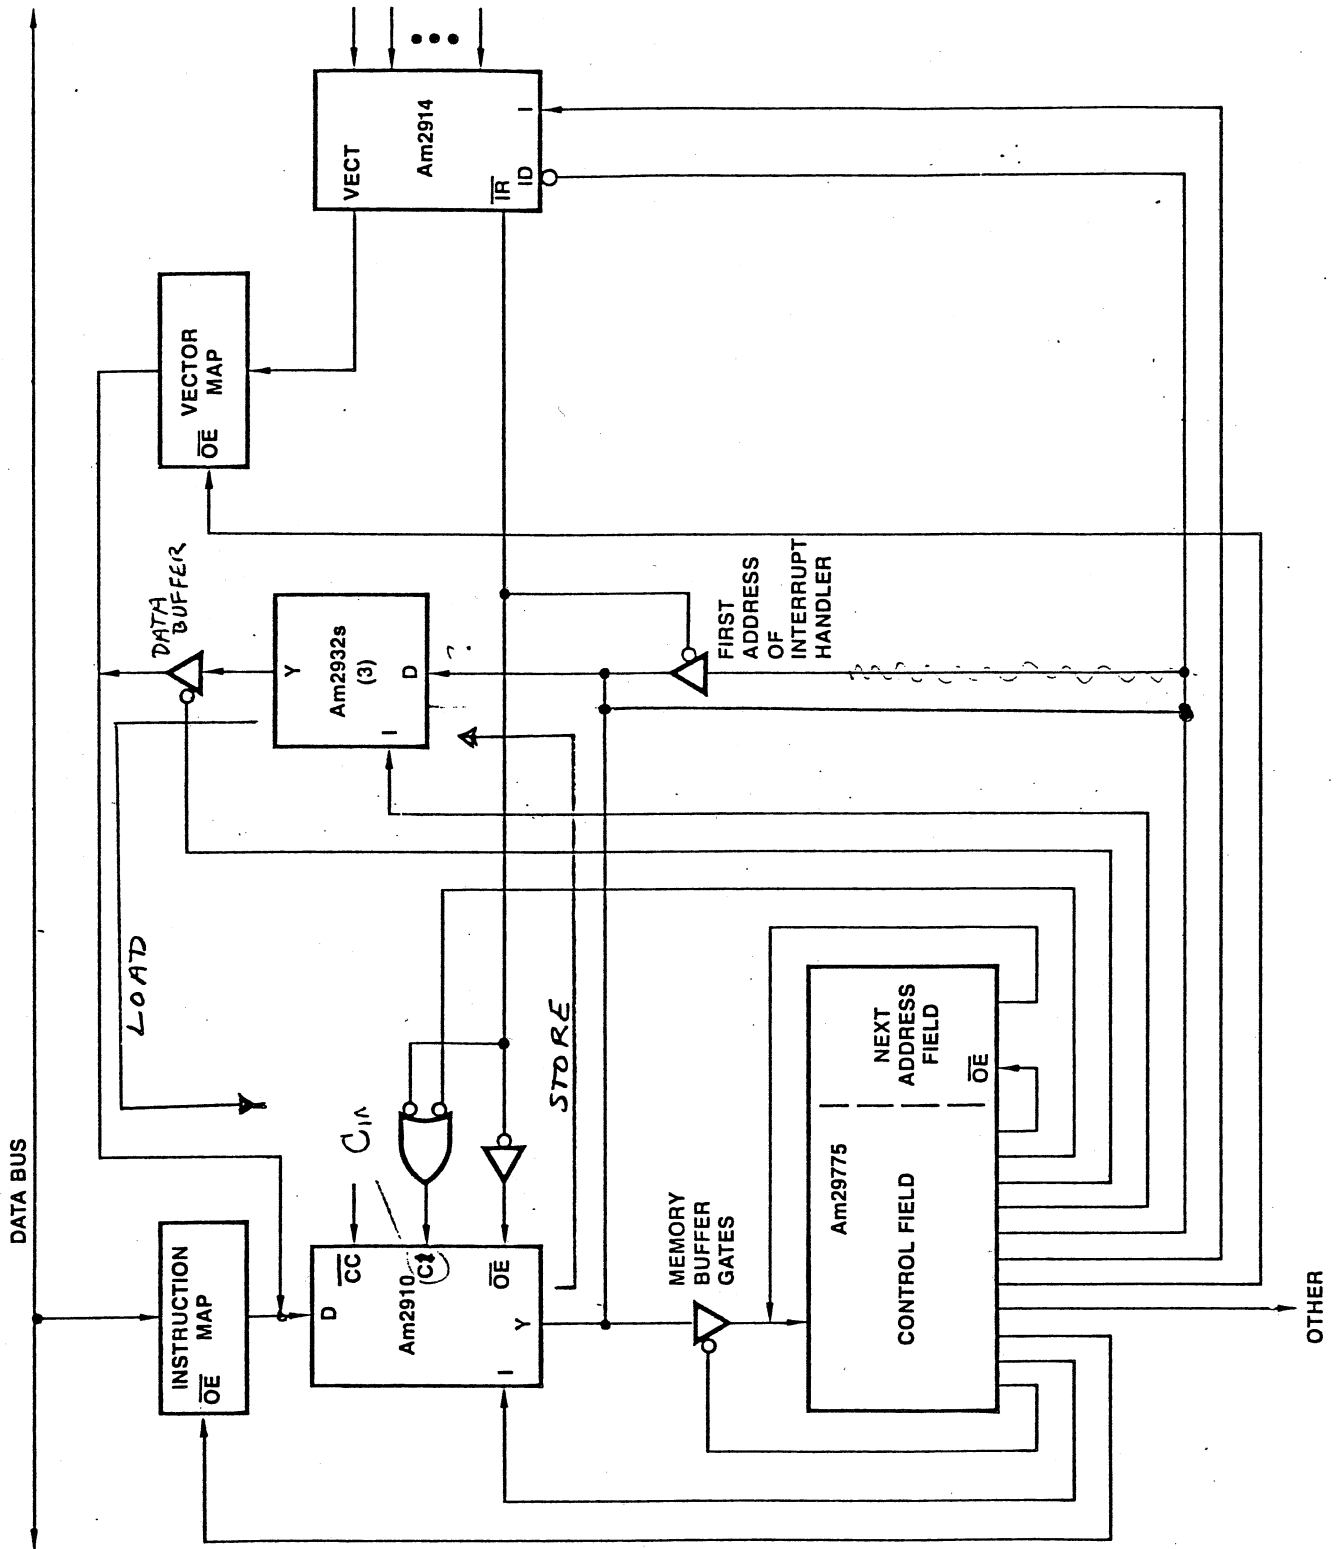 DATA BUS
INSTRUCTION
MAP
OE
D
Am2910
CC
OE
Y
I
Cin
LOAD
STORE
DATA
BUFFER
Y
Am2932s
(3)
D
I
?
VECTOR
MAP
OE
VECT
Am2914
IR
ID
I
FIRST
ADDRESS
OF
INTERRUPT
HANDLER
MEMORY
BUFFER
GATES
Am29775
CONTROL FIELD
NEXT
ADDRESS
FIELD
OE
OTHER